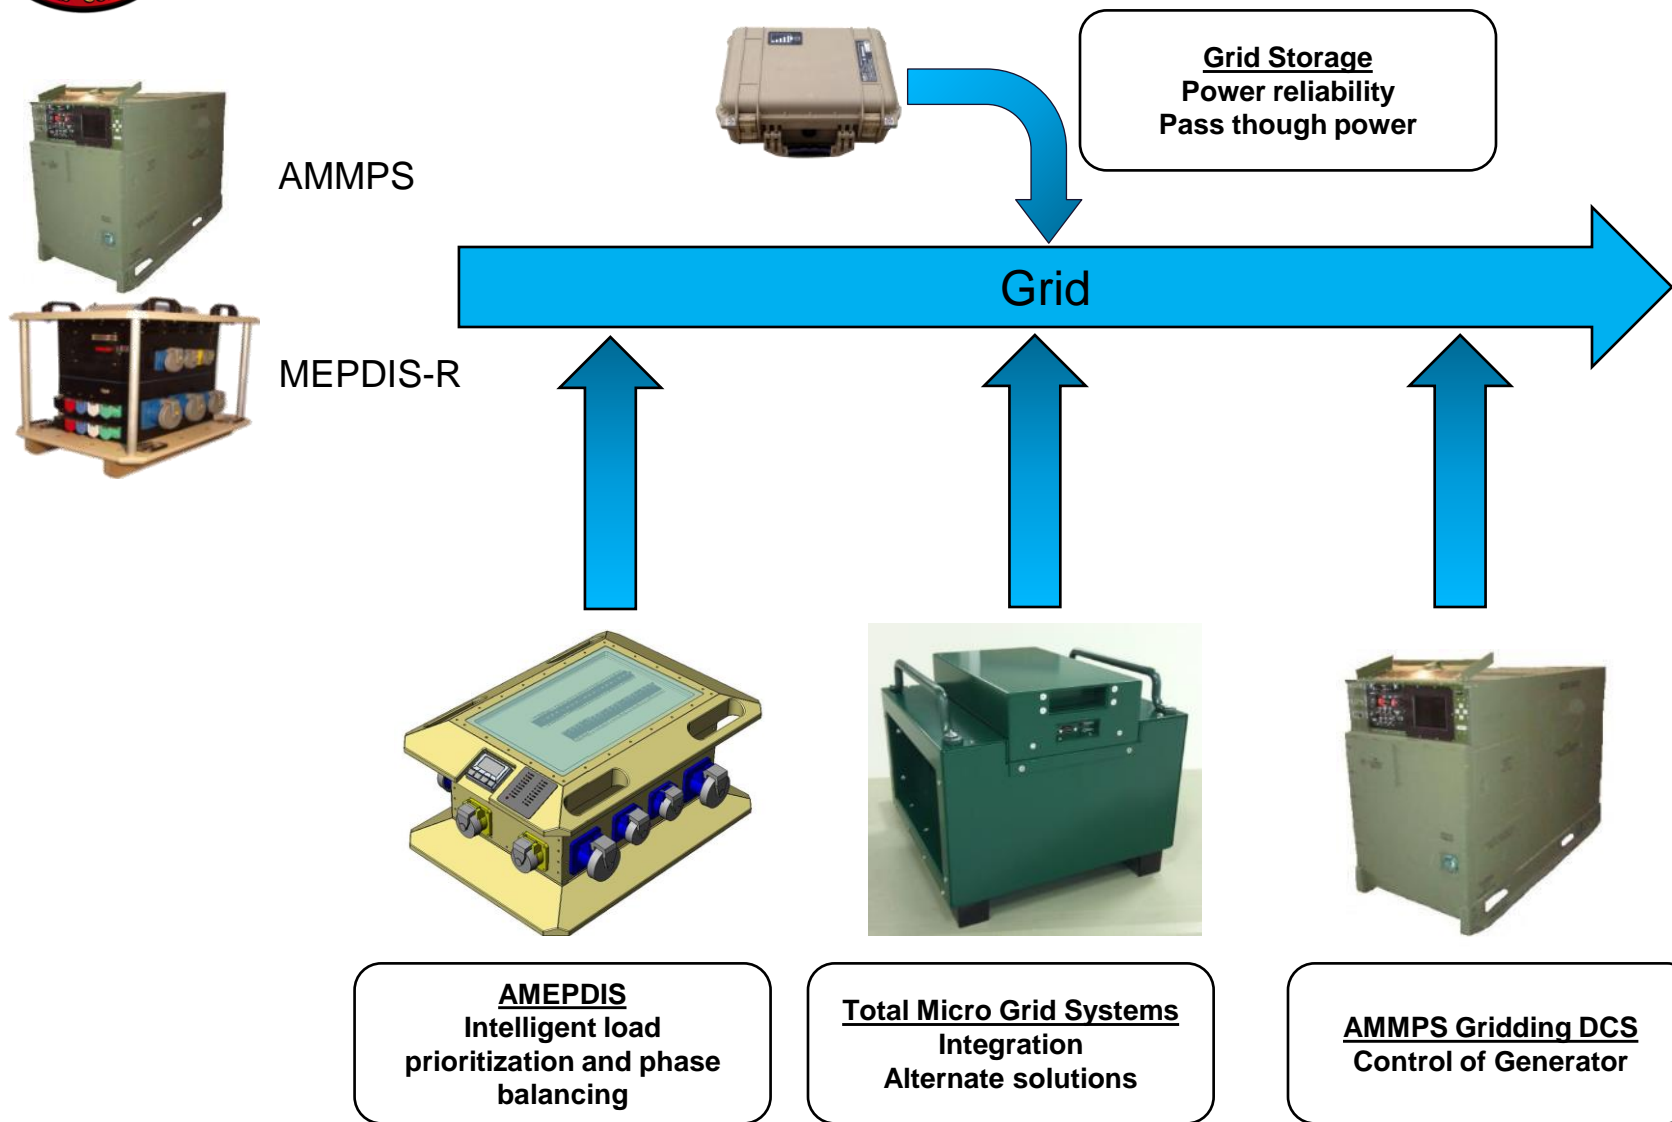 Grid Storage
Power reliability
Pass though power
AMMPS
Grid
MEPDIS-R
AMEPDIS
Intelligent load
prioritization and phase
balancing
Total Micro Grid Systems
Integration
Alternate solutions
AMMPS Gridding DCS
Control of Generator